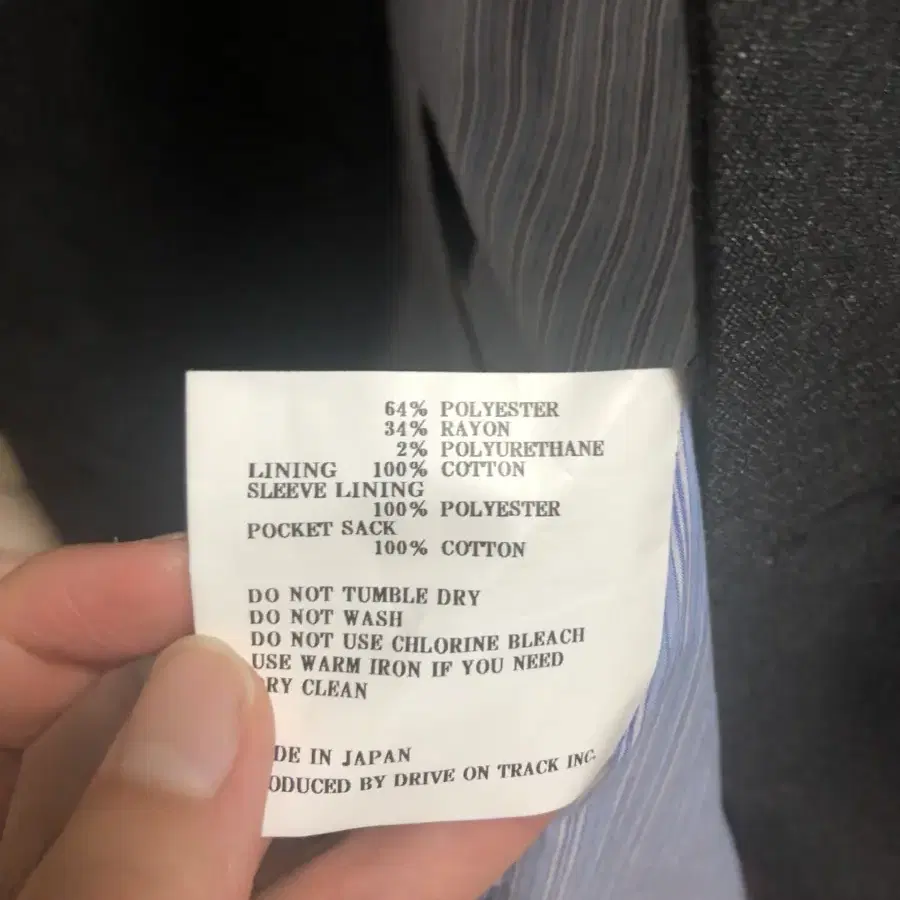 64% POLYESTER
34% RAYON
2% POLYURETHANE
LINING 100% COTTON
SLEEVE LINING
100% POLYESTER
POCKET SACK
100% COTTON
DO NOT TUMBLE DRY
DO NOT WASH
DO NOT USE CHLORINE BLEACH
USE WARM IRON IF YOU NEED
RY CLEAN
DE IN JAPAN
ODUCED BY DRIVE ON TRACK INC.